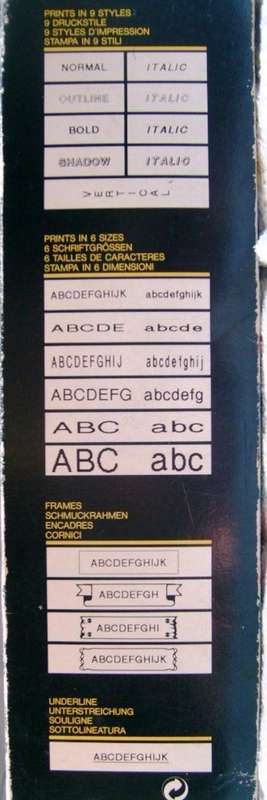 PRINTS IN 9 STYLES
9 DRUCKSTILE
9 STYLES D'IMPRESSION
STAMPA IN 9 STILI
NORMAL ITALIC
OUTLINE ITALIC
BOLD ITALIC
SHADOW ITALIC
VERTICAL
PRINTS IN 6 SIZES
6 SCHRIFTGRÖSSEN
6 TAILLES DE CARACTERES
STAMPA IN 6 DIMENSIONI
ABCDEFGHIJK abcdefghijk
ABCDE abcde
ABCDEFGHIJ abcdefghij
ABCDEFG abcdefg
ABC abc
ABC abc
FRAMES
SCHMUCKRAHMEN
ENCADRES
CORNICI
ABCDEFGHIJK
ABCDEFGH
ABCDEFGHI
ABCDEFGHIJK
UNDERLINE
UNTERSTREICHUNG
SOULIGNE
SOTTOLINEATURA
ABCDEFGHIJK